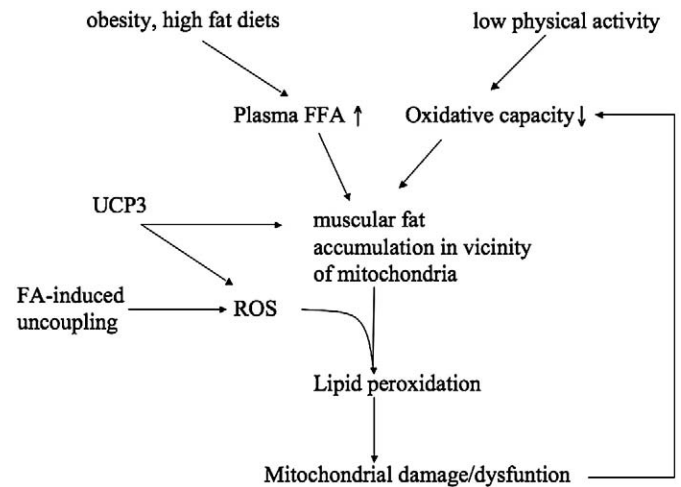 obesity, high fat diets
low physical activity
Plasma FFA ↑
Oxidative capacity↓
UCP3
muscular fat
accumulation in vicinity
of mitochondria
FA-induced
uncoupling
ROS
Lipid peroxidation
Mitochondrial damage/dysfuntion